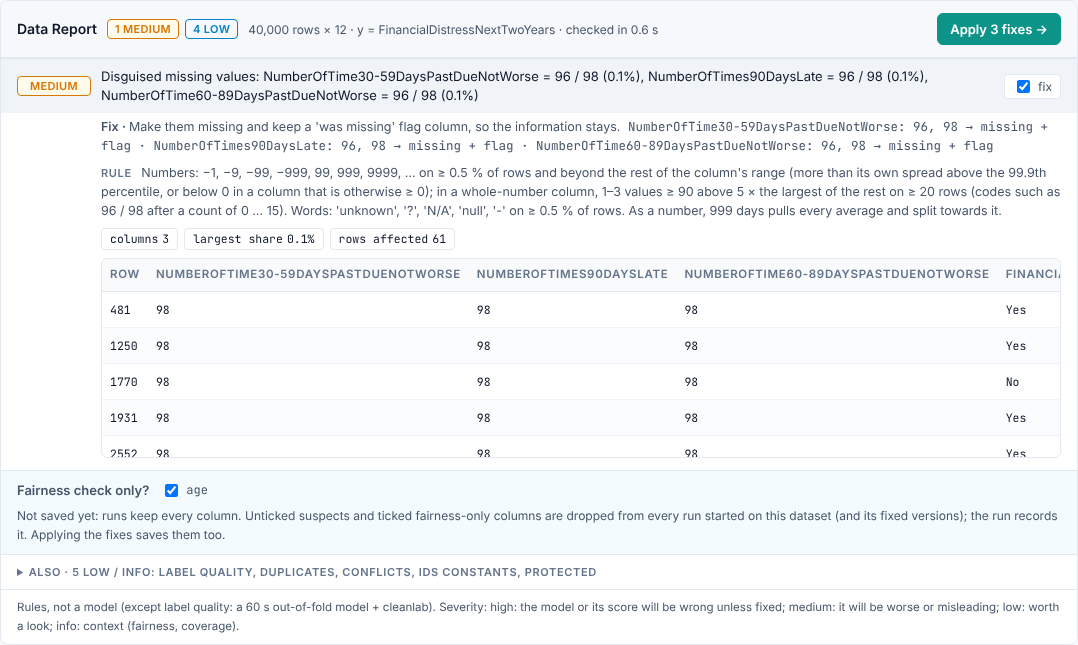 Data Report 1 MEDIUM 4 LOW 40,000 rows × 12 · y = FinancialDistressNextTwoYears · checked in 0.6 s Apply 3 fixes →
MEDIUM
Disguised missing values: NumberOfTime30-59DaysPastDueNotWorse = 96 / 98 (0.1%), NumberOfTimes90DaysLate = 96 / 98 (0.1%),
NumberOfTime60-89DaysPastDueNotWorse = 96 / 98 (0.1%)
fix
Fix · Make them missing and keep a 'was missing' flag column, so the information stays. NumberOfTime30-59DaysPastDueNotWorse: 96, 98 → missing +
flag · NumberOfTimes90DaysLate: 96, 98 → missing + flag · NumberOfTime60-89DaysPastDueNotWorse: 96, 98 → missing + flag
RULE Numbers: −1, −9, −99, −999, 99, 999, 9999, … on ≥ 0.5 % of rows and beyond the rest of the column's range (more than its own spread above the 99.9th
percentile, or below 0 in a column that is otherwise ≥ 0); in a whole-number column, 1–3 values ≥ 90 above 5 × the largest of the rest on ≥ 20 rows (codes such as
96 / 98 after a count of 0 … 15). Words: 'unknown', '?', 'N/A', 'null', '-' on ≥ 0.5 % of rows. As a number, 999 days pulls every average and split towards it.
columns 3 largest share 0.1% rows affected 61
ROW NUMBEROFTIME30-59DAYSPASTDUENOTWORSE NUMBEROFTIMES90DAYSLATE NUMBEROFTIME60-89DAYSPASTDUENOTWORSE FINANCIA
481 98 98 98 Yes
1250 98 98 98 Yes
1770 98 98 98 No
1931 98 98 98 Yes
2552 98 98 98 Yes
Fairness check only? age
Not saved yet: runs keep every column. Unticked suspects and ticked fairness-only columns are dropped from every run started on this dataset (and its fixed versions); the run records
it. Applying the fixes saves them too.
ALSO · 5 LOW / INFO: LABEL QUALITY, DUPLICATES, CONFLICTS, IDS CONSTANTS, PROTECTED
Rules, not a model (except label quality: a 60 s out-of-fold model + cleanlab). Severity: high: the model or its score will be wrong unless fixed; medium: it will be worse or misleading; low: worth
a look; info: context (fairness, coverage).